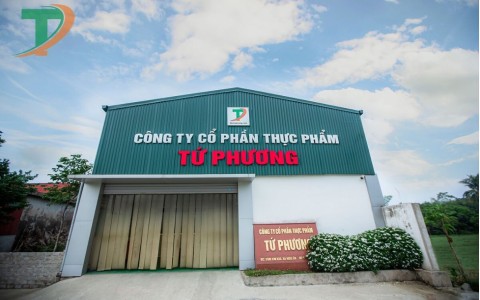 CÔNG TY CỔ PHẦN THỰC PHẨM
TỨ PHƯƠNG
CÔNG TY CỔ PHẦN THỰC PHẨM
TỨ PHƯƠNG